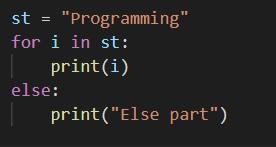 st = "Programming"
for i in st:
    print(i)
else:
    print("Else part")